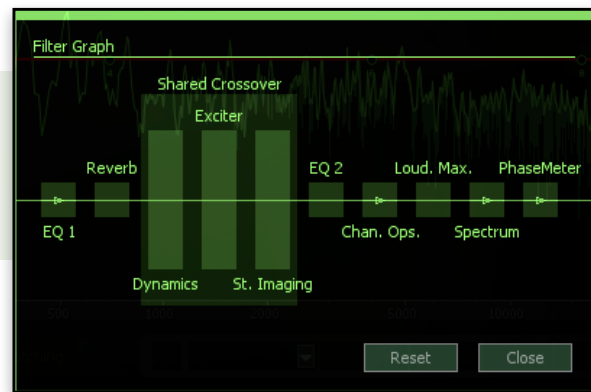 Filter Graph
Shared Crossover
Exciter
Reverb
EQ 2
Loud. Max.
PhaseMeter
EQ 1
Chan. Ops.
Spectrum
Dynamics
St. Imaging
500
1000
2000
5000
10000
Reset
Close